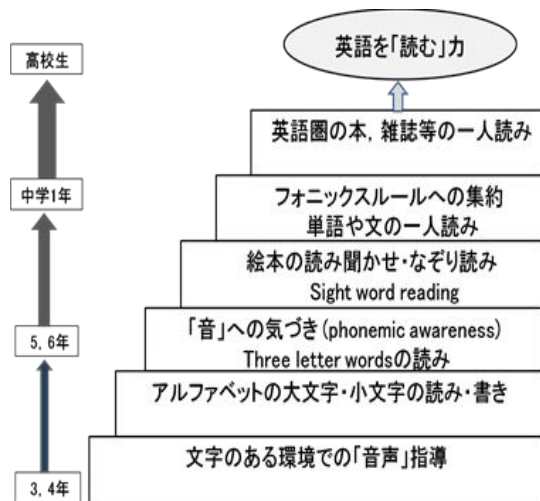 高校生
英語を「読む」力
英語圏の本, 雑誌等の一人読み
中学1年
フォニックスルールへの集約
単語や文の一人読み
絵本の読み聞かせ・なぞり読み
Sight word reading
5, 6年
「音」への気づき(phonemic awareness)
Three letter wordsの読み
アルファベットの大文字・小文字の読み・書き
文字のある環境での「音声」指導
3, 4年